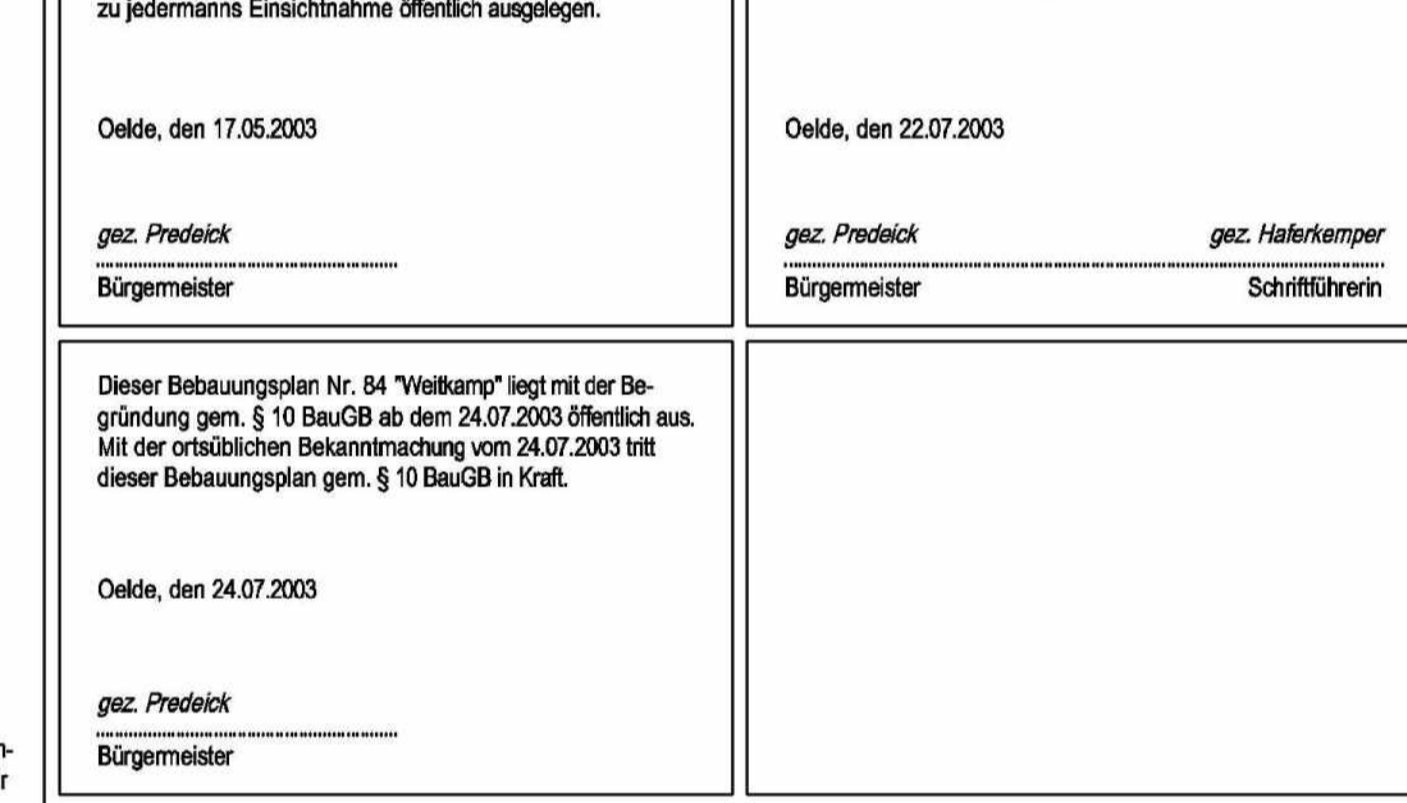 zu jedermanns Einsichtnahme öffentlich ausgelegen.
Oelde, den 17.05.2003
gez. Predeick
Bürgermeister
Oelde, den 22.07.2003
gez. Predeick gez. Haferkemper
Bürgermeister Schriftführerin
Dieser Bebauungsplan Nr. 84 "Weitkamp" liegt mit der Be-
gründung gem. § 10 BauGB ab dem 24.07.2003 öffentlich aus.
Mit der ortsüblichen Bekanntmachung vom 24.07.2003 tritt
dieser Bebauungsplan gem. § 10 BauGB in Kraft.
Oelde, den 24.07.2003
gez. Predeick
Bürgermeister